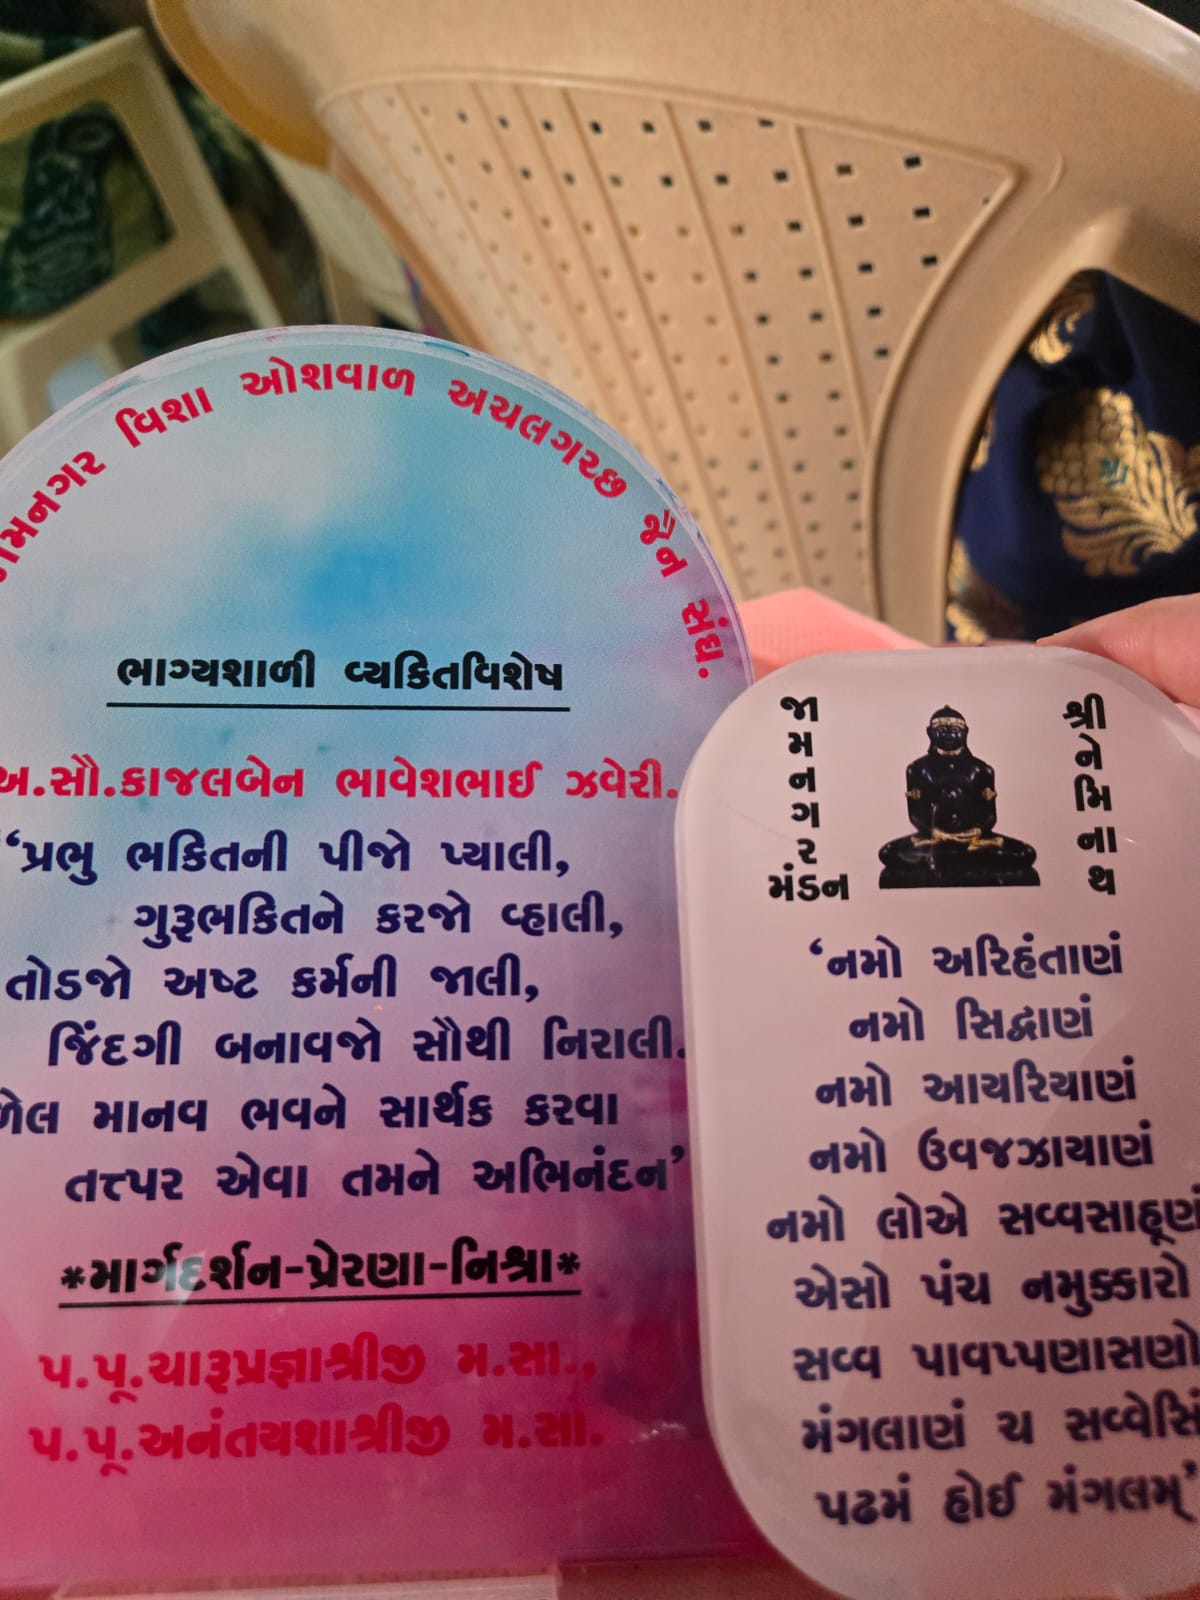 વિશા ઓશવાળ અચલગચ્છ જૈન સંઘ.
ભાગ્યશાળી વ્યકિતવિશેષ
અ.સૌ.કાજલબેન ભાવેશભાઈ ઝવેરી.
‘પ્રભુ ભકિતની પીજો પ્યાલી,
ગુરૂભકિતને કરજો વ્હાલી,
તોડજો અષ્ટ કર્મની જાલી,
જિંદગી બનાવજો સૌથી નિરાલી.
માનવ ભવને સાર્થક કરવા
તત્ત્પર એવા તમને અભિનંદન’
*માર્ગદર્શન-પ્રેરણા-નિશ્રા*
પ.પૂ.ચારૂપ્રજ્ઞાશ્રીજી મ.સા.,
પ.પૂ.અનંતયશાશ્રીજી મ.સા.
જામનગર મંડન
શ્રી નેમિનાથ
‘નમો અરિહંતાણં
નમો સિદ્ધાણં
નમો આયરિયાણં
નમો ઉવજઝાયાણં
નમો લોએ સવ્વસાહૂણં
એસો પંચ નમુક્કારો
સવ્વ પાવપ્પણાસણો
મંગલાણં ચ સવ્વેસિં
પઢમં હોઈ મંગલમ્’